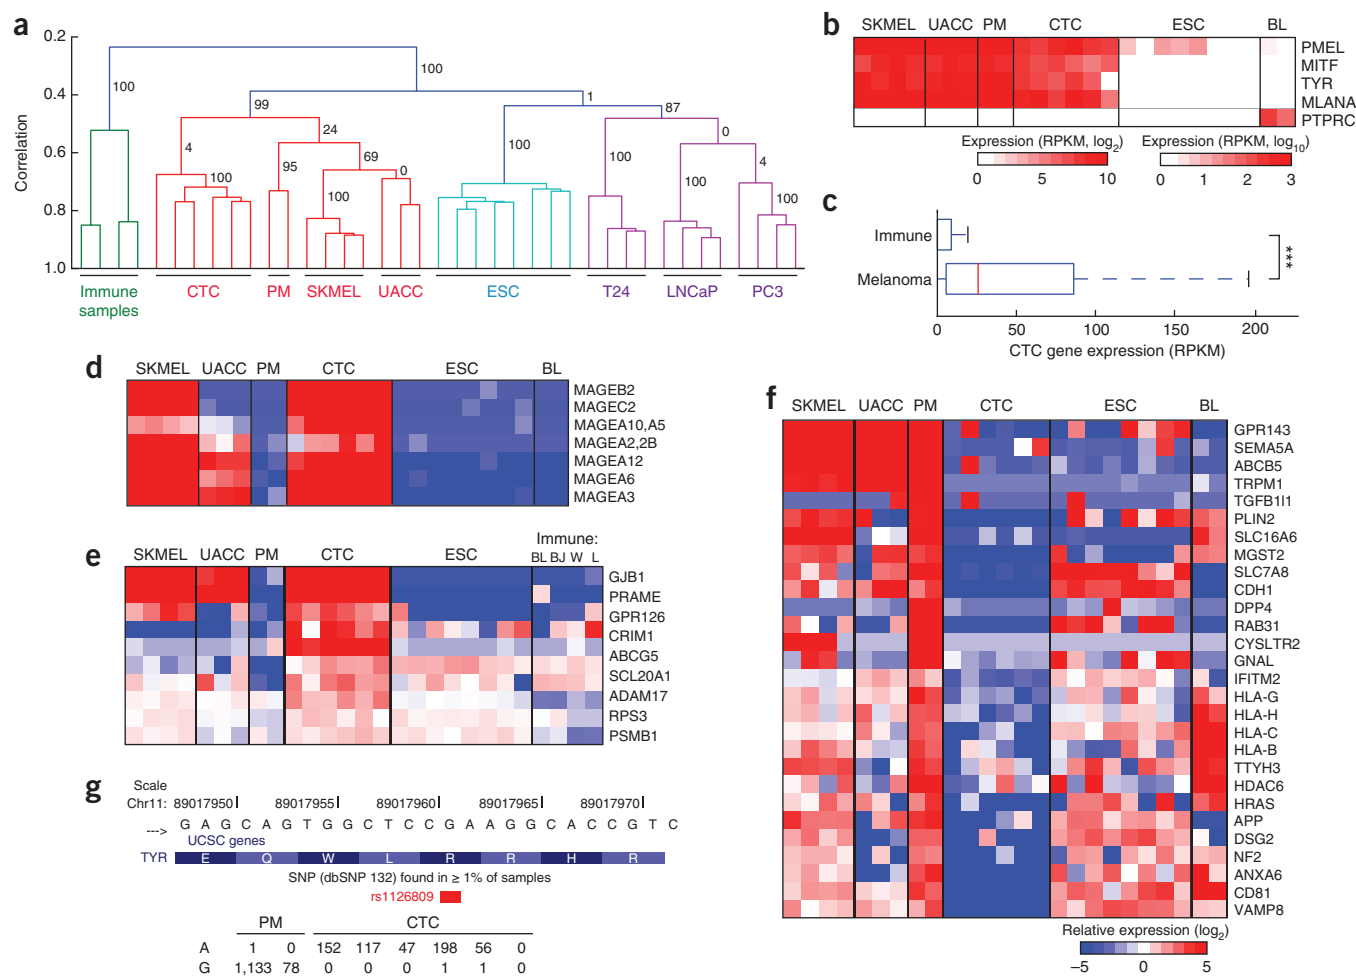 a
0.2
0.4
0.6
0.8
1.0
Correlation
100
100
99
1
87
4
24
0
100
95
69
100
100
0
100
4
100
100
Immune
samples
CTC
PM
SKMEL
UACC
ESC
T24
LNCaP
PC3
b
SKMEL UACC PM CTC ESC BL
PMEL
MITF
TYR
MLANA
PTPRC
Expression (RPKM, log2)
0 5 10
Expression (RPKM, log10)
0 1 2 3
c
Immune
Melanoma
***
0 50 100 150 200
CTC gene expression (RPKM)
d
SKMEL UACC PM CTC ESC BL
MAGEB2
MAGEC2
MAGEA10,A5
MAGEA2,2B
MAGEA12
MAGEA6
MAGEA3
e
Immune:
SKMEL UACC PM CTC ESC BL BJ W L
GJB1
PRAME
GPR126
CRIM1
ABCG5
SCL20A1
ADAM17
RPS3
PSMB1
f
SKMEL UACC PM CTC ESC BL
GPR143
SEMA5A
ABCB5
TRPM1
TGFB1I1
PLIN2
SLC16A6
MGST2
SLC7A8
CDH1
DPP4
RAB31
CYSLTR2
GNAL
IFITM2
HLA-G
HLA-H
HLA-C
HLA-B
TTYH3
HDAC6
HRAS
APP
DSG2
NF2
ANXA6
CD81
VAMP8
Relative expression (log2)
−5 0 5
g
Scale
Chr11: 89017950 89017955 89017960 89017965 89017970
---> G A G C A G T G G C T C C G A A G G C A C C G T C
UCSC genes
TYR E Q W L R R H R
SNP (dbSNP 132) found in ≥ 1% of samples
rs1126809
PM CTC
A 1 0 152 117 47 198 56 0
G 1,133 78 0 0 0 1 1 0